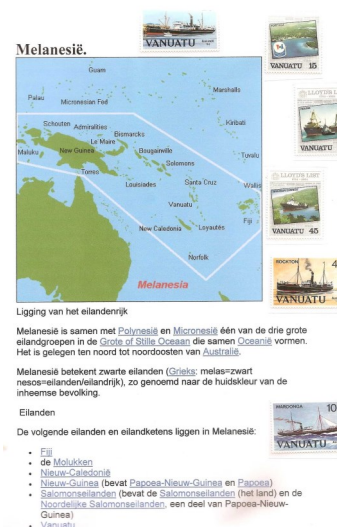 VANUATU
Melanesië.
VANUATU 15
Guam
Marshalls
Palau
Micronesian Fed
LLOYD'S LIST
VANUATU
Schouten
Admiralties
Kiribati
Bismarcks
Le Maire
Maluku
New Guinea
Bougainville
Tuvalu
Solomons
Torres
LLOYD'S LIST
Louisiades
Santa Cruz
Wallis
Vanuatu
Fiji
New Caledonia
Loyautés
VANUATU 45
Norfolk
ROCKTON
Melanesia
VANUATU
Ligging van het eilandenrijk
Melanesië is samen met Polynesië en Micronesië één van de drie grote
eilandgroepen in de Grote of Stille Oceaan die samen Oceanië vormen.
Het is gelegen ten noord tot noordoosten van Australië.
Melanesië betekent zwarte eilanden (Grieks: melas=zwart
nesos=eilanden/eilandrijk), zo genoemd naar de huidskleur van de
inheemse bevolking.
Eilanden
10
De volgende eilanden en eilandketens liggen in Melanesië:
VANUATU
Fiji
de Molukken
Nieuw-Caledonië
Nieuw-Guinea (bevat Papoea-Nieuw-Guinea en Papoea)
Salomonseilanden (bevat de Salomonseilanden (het land) en de
Noordelijke Salomonseilanden, een deel van Papoea-Nieuw-
Guinea)
Vanuatu